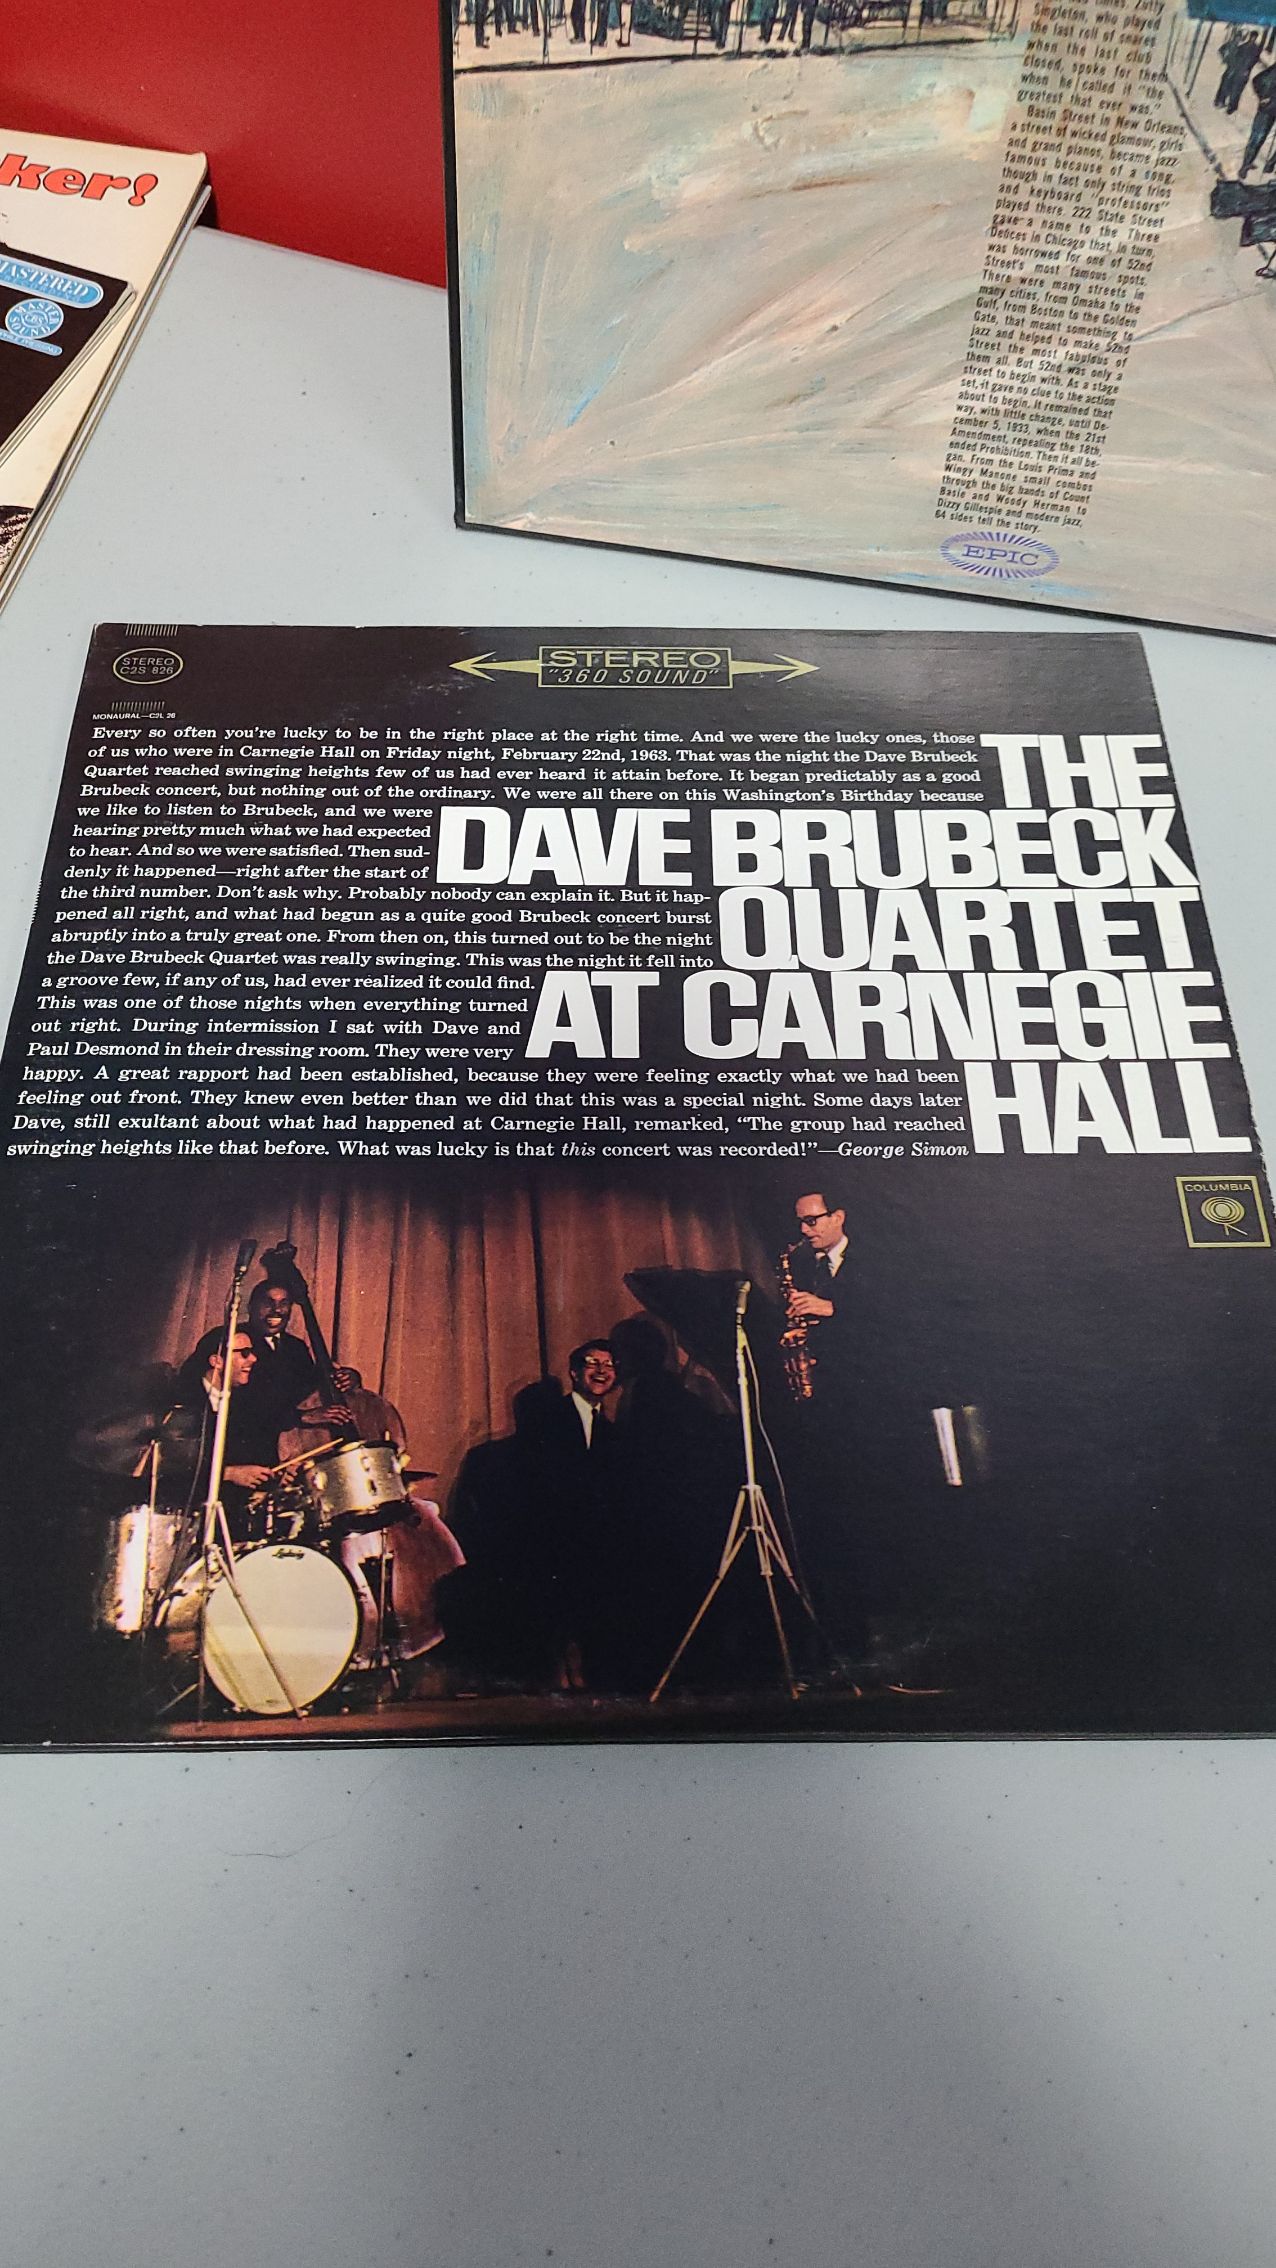 ker!
MASTERED
MASTER
CBS
SOUND
Singleton, who played
the last roll of snares
when the last club
closed, spoke for them
when he called it "the
greatest that ever was."
Basin Street in New Orleans,
a street of wicked glamour, girls
and grand pianos, became jazz-
famous because of a song,
though in fact only string trios
and keyboard "professors"
played there. 222 State Street
gave a name to the Three
Deuces in Chicago that, in turn,
was borrowed for one of 52nd
Street's most famous spots.
There were many streets in
many cities, from Omaha to the
Gulf, from Boston to the Golden
Gate, that meant something to
jazz and helped to make 52nd
Street the most fabulous of
them all. But 52nd was only a
street to begin with. As a stage
set, it gave no clue to the action
about to begin. It remained that
way, with little change, until De-
cember 5, 1933, when the 21st
Amendment, repealing the 18th,
ended Prohibition. Then it all be-
gan. From the Louis Prima and
Wingy Manone small combos
through the big bands of Count
Basie and Woody Herman to
Dizzy Gillespie and modern jazz,
64 sides tell the story.
EPIC
STEREO
C2S 826
STEREO
"360 SOUND"
MONAURAL—C2L 26
Every so often you're lucky to be in the right place at the right time. And we were the lucky ones, those
of us who were in Carnegie Hall on Friday night, February 22nd, 1963. That was the night the Dave Brubeck
Quartet reached swinging heights few of us had ever heard it attain before. It began predictably as a good
Brubeck concert, but nothing out of the ordinary. We were all there on this Washington's Birthday because
we like to listen to Brubeck, and we were
hearing pretty much what we had expected
to hear. And so we were satisfied. Then sud-
denly it happened—right after the start of
the third number. Don't ask why. Probably nobody can explain it. But it hap-
pened all right, and what had begun as a quite good Brubeck concert burst
abruptly into a truly great one. From then on, this turned out to be the night
the Dave Brubeck Quartet was really swinging. This was the night it fell into
a groove few, if any of us, had ever realized it could find.
This was one of those nights when everything turned
out right. During intermission I sat with Dave and
Paul Desmond in their dressing room. They were very
happy. A great rapport had been established, because they were feeling exactly what we had been
feeling out front. They knew even better than we did that this was a special night. Some days later
Dave, still exultant about what had happened at Carnegie Hall, remarked, "The group had reached
swinging heights like that before. What was lucky is that this concert was recorded!"—George Simon
THE
DAVE BRUBECK
QUARTET
AT CARNEGIE
HALL
COLUMBIA
Ludwig